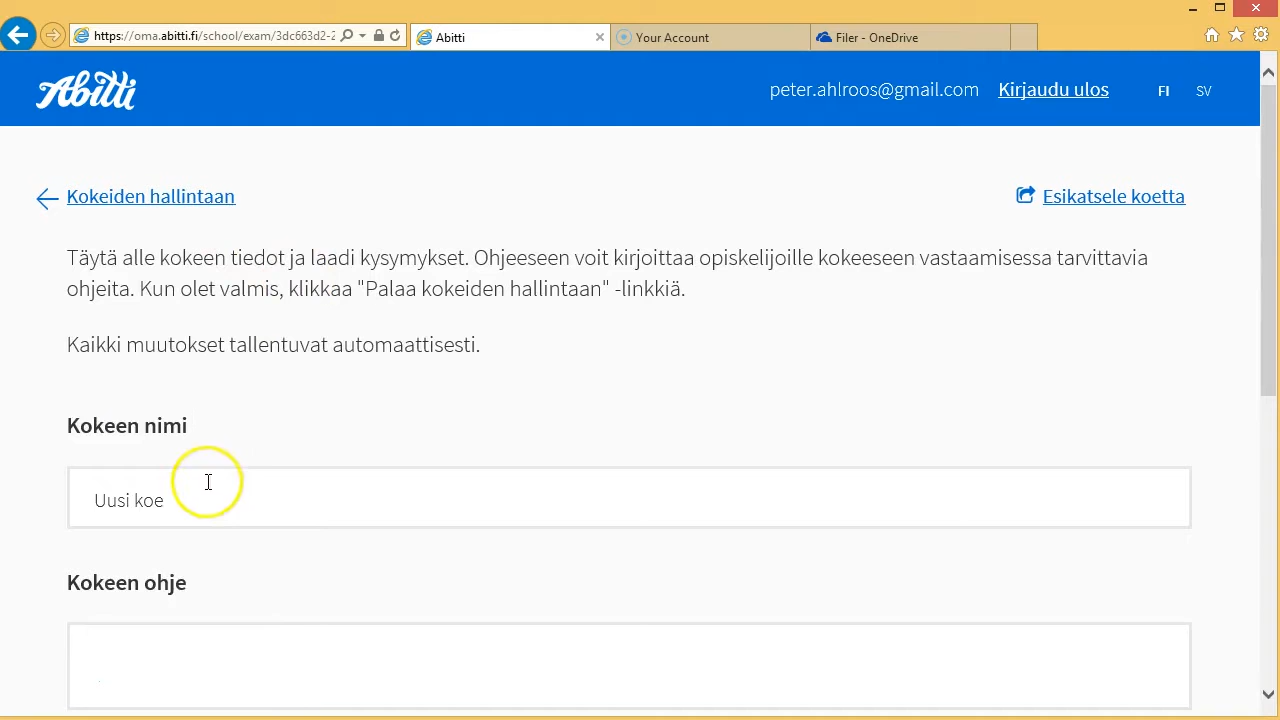 https://oma.abitti.fi/school/exam/3dc663d2-2
Abitti
Your Account
Filer - OneDrive
Abitti
peter.ahlroos@gmail.com
Kirjaudu ulos
FI
SV
Kokeiden hallintaan
Esikatsele koetta
Täytä alle kokeen tiedot ja laadi kysymykset. Ohjeeseen voit kirjoittaa opiskelijoille kokeeseen vastaamisessa tarvittavia
ohjeita. Kun olet valmis, klikkaa "Palaa kokeiden hallintaan" -linkkiä.
Kaikki muutokset tallentuvat automaattisesti.
Kokeen nimi
Uusi koe
Kokeen ohje